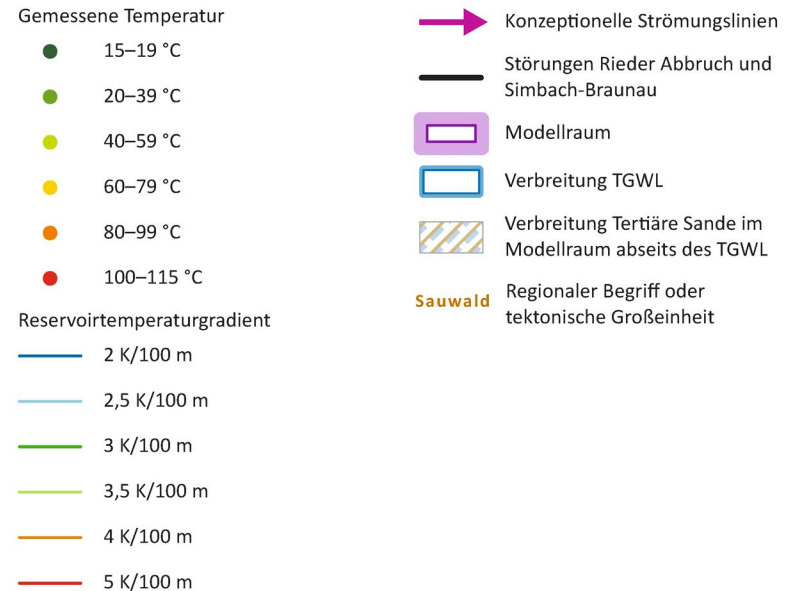 Gemessene Temperatur
15–19 °C
20–39 °C
40–59 °C
60–79 °C
80–99 °C
100–115 °C
Reservoirtemperaturgradient
2 K/100 m
2,5 K/100 m
3 K/100 m
3,5 K/100 m
4 K/100 m
5 K/100 m
Konzeptionelle Strömungslinien
Störungen Rieder Abbruch und
Simbach-Braunau
Modellraum
Verbreitung TGWL
Verbreitung Tertiäre Sande im
Modellraum abseits des TGWL
Sauwald
Regionaler Begriff oder
tektonische Großeinheit